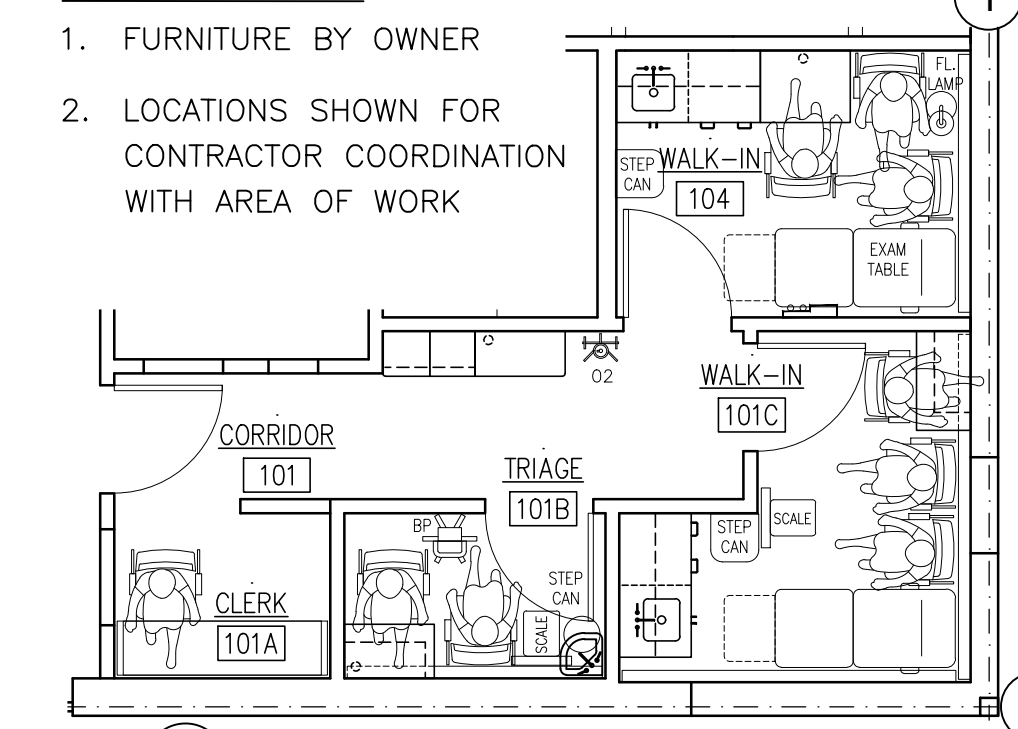 1. FURNITURE BY OWNER
2. LOCATIONS SHOWN FOR
CONTRACTOR COORDINATION
WITH AREA OF WORK
FL.
LAMP
STEP
CAN
WALK-IN
104
EXAM
TABLE
O2
WALK-IN
101C
CORRIDOR
101
TRIAGE
101B
BP
STEP
CAN
SCALE
STEP
CAN
SCALE
CLERK
101A